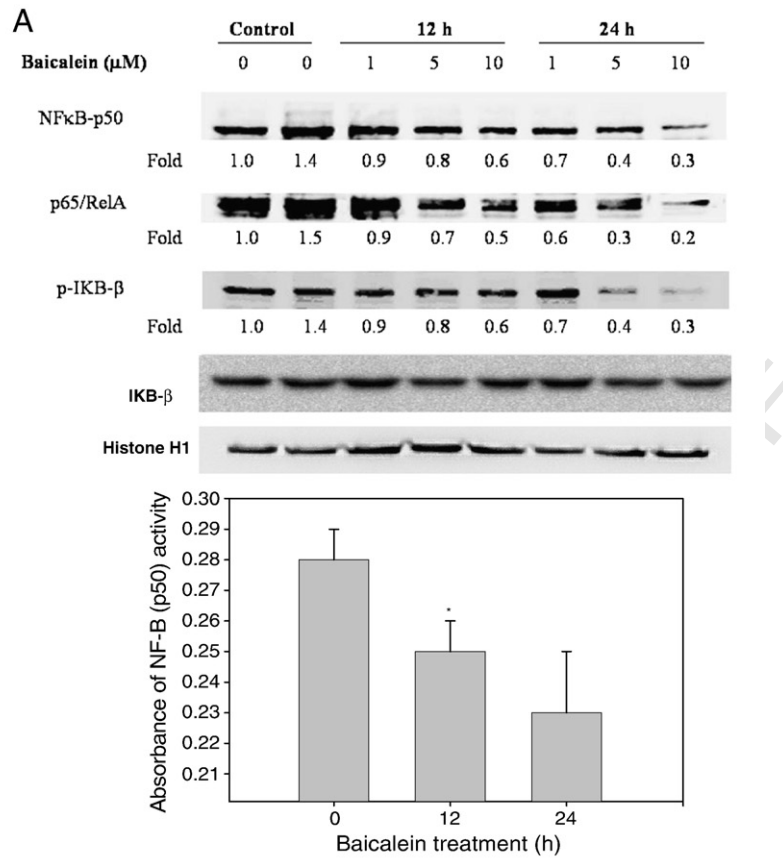 A
Control 12 h 24 h
Baicalein (μM) 0 0 1 5 10 1 5 10
NFκB-p50
Fold 1.0 1.4 0.9 0.8 0.6 0.7 0.4 0.3
p65/RelA
Fold 1.0 1.5 0.9 0.7 0.5 0.6 0.3 0.2
p-IKB-β
Fold 1.0 1.4 0.9 0.8 0.6 0.7 0.4 0.3
IKB-β
Histone H1
0.30
0.29
0.28
0.27
0.26
0.25
0.24
0.23
0.22
0.21
Absorbance of NF-B (p50) activity
*
0 12 24
Baicalein treatment (h)